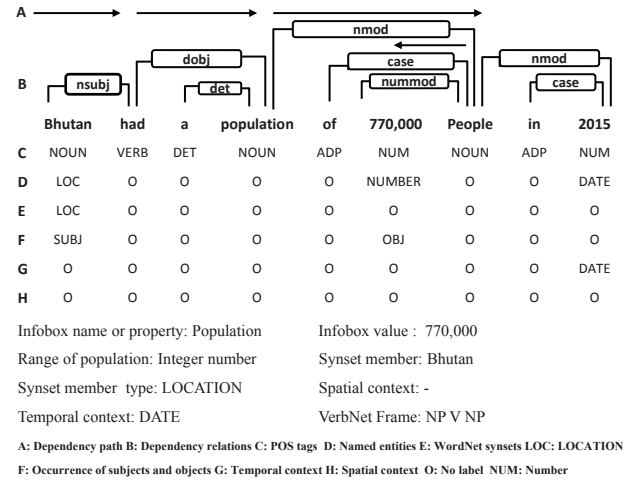 A
nmod
dobj
case
nmod
B
nsubj
det
nummod
case
Bhutan had a population of 770,000 People in 2015
C NOUN VERB DET NOUN ADP NUM NOUN ADP NUM
D LOC O O O O NUMBER O O DATE
E LOC O O O O O O O O
F SUBJ O O O O OBJ O O O
G O O O O O O O O DATE
H O O O O O O O O O
Infobox name or property: Population Infobox value : 770,000
Range of population: Integer number Synset member: Bhutan
Synset member type: LOCATION Spatial context: -
Temporal context: DATE VerbNet Frame: NP V NP
A: Dependency path B: Dependency relations C: POS tags D: Named entities E: WordNet synsets LOC: LOCATION
F: Occurrence of subjects and objects G: Temporal context H: Spatial context O: No label NUM: Number